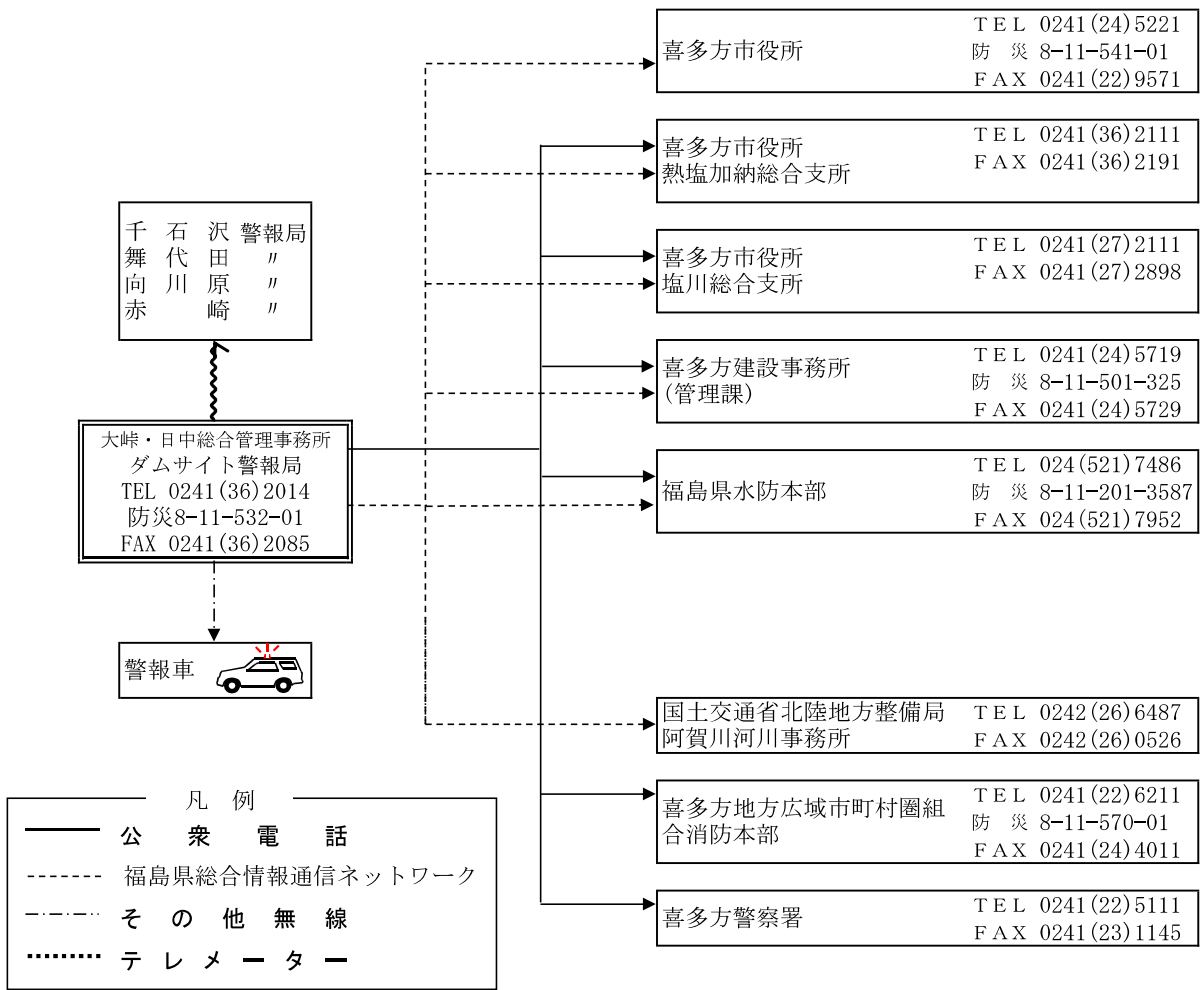 喜多方市役所
ＴＥＬ 0241(24)5221
防　災 8-11-541-01
ＦＡＸ 0241(22)9571
喜多方市役所
熱塩加納総合支所
ＴＥＬ 0241(36)2111
ＦＡＸ 0241(36)2191
千　石　沢 警報局
舞　代　田　〃
向　川　原　〃
赤　　　崎　〃
喜多方市役所
塩川総合支所
ＴＥＬ 0241(27)2111
ＦＡＸ 0241(27)2898
喜多方建設事務所
(管理課)
ＴＥＬ 0241(24)5719
防　災 8-11-501-325
ＦＡＸ 0241(24)5729
大峠・日中総合管理事務所
ダムサイト警報局
TEL 0241(36)2014
防災8-11-532-01
FAX 0241(36)2085
福島県水防本部
ＴＥＬ 024(521)7486
防　災 8-11-201-3587
ＦＡＸ 024(521)7952
警報車
国土交通省北陸地方整備局
阿賀川河川事務所
ＴＥＬ 0242(26)6487
ＦＡＸ 0242(26)0526
喜多方地方広域市町村圏組
合消防本部
ＴＥＬ 0241(22)6211
防　災 8-11-570-01
ＦＡＸ 0241(24)4011
喜多方警察署
ＴＥＬ 0241(22)5111
ＦＡＸ 0241(23)1145
凡　例
公　衆　電　話
福島県総合情報通信ネットワーク
そ の 他 無 線
テ レ メ ー タ ー